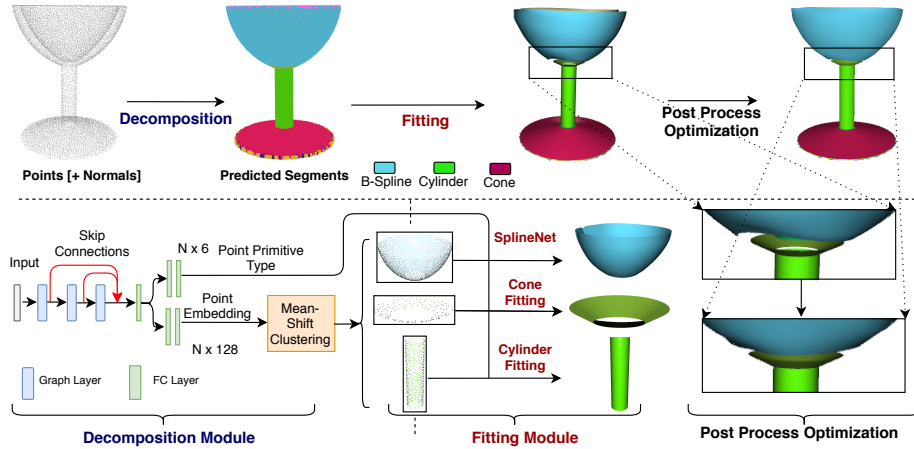 Points [+ Normals]
Decomposition
Predicted Segments
Fitting
B-Spline
Cylinder
Cone
Post Process
Optimization
Input
Skip
Connections
N x 6
Point Primitive
Type
Point
Embedding
N x 128
Mean-
Shift
Clustering
Graph Layer
FC Layer
Decomposition Module
SplineNet
Cone
Fitting
Cylinder
Fitting
Fitting Module
Post Process Optimization